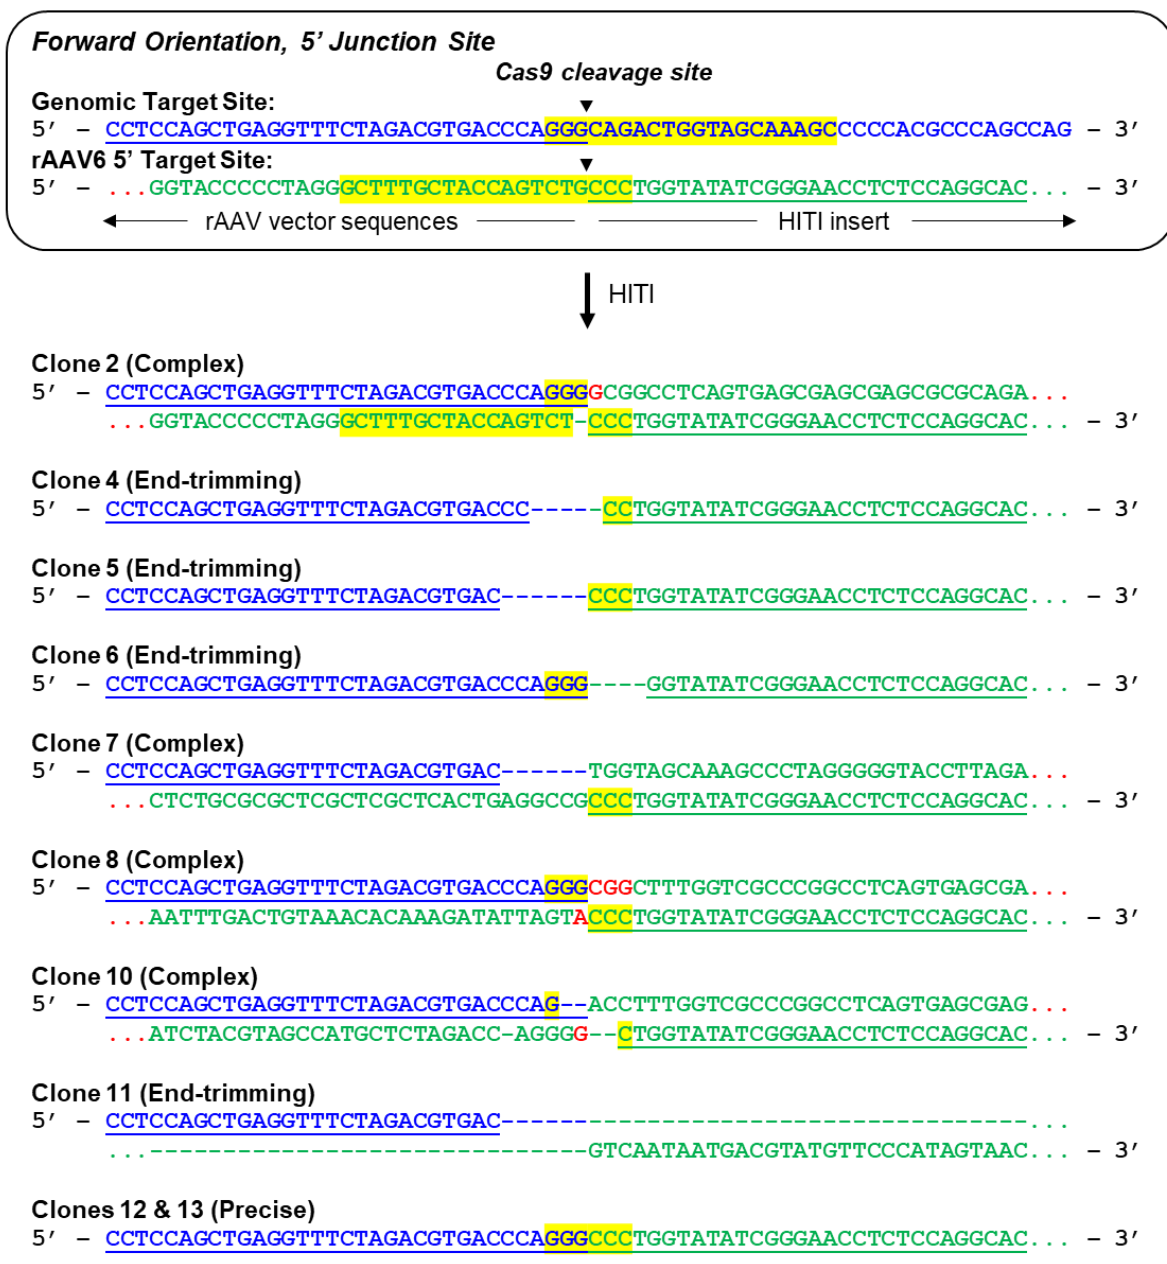 Forward Orientation, 5’ Junction Site
Cas9 cleavage site
Genomic Target Site:
5’ – CCTCCAGCTGAGGTTTCTAGACGTGACCCAGGGCAGACTGGTAGCAAAGCCCCCACGCCCAGCCAG – 3’
rAAV6 5’ Target Site:
5’ – ...GGTACCCCCTAGGGCTTTGCTACCAGTCTGCCCTGGTATATCGGGAACCTCTCCAGGCAC... – 3’
rAAV vector sequences HITI insert
HITI
Clone 2 (Complex)
5’ – CCTCCAGCTGAGGTTTCTAGACGTGACCCAGGGGCGGCCTCAGTGAGCGAGCGAGCGCGCAGA...
...GGTACCCCCTAGGGCTTTGCTACCAGTCT-CCCTGGTATATCGGGAACCTCTCCAGGCAC... – 3’
Clone 4 (End-trimming)
5’ – CCTCCAGCTGAGGTTTCTAGACGTGACCC-----CCTGGTATATCGGGAACCTCTCCAGGCAC... – 3’
Clone 5 (End-trimming)
5’ – CCTCCAGCTGAGGTTTCTAGACGTGAC------CCCTGGTATATCGGGAACCTCTCCAGGCAC... – 3’
Clone 6 (End-trimming)
5’ – CCTCCAGCTGAGGTTTCTAGACGTGACCCAGGG----GGTATATCGGGAACCTCTCCAGGCAC... – 3’
Clone 7 (Complex)
5’ – CCTCCAGCTGAGGTTTCTAGACGTGAC------TGGTAGCAAAGCCCTAGGGGGTACCTTAGA...
...CTCTGCGCGCTCGCTCGCTCACTGAGGCCGCCCTGGTATATCGGGAACCTCTCCAGGCAC... – 3’
Clone 8 (Complex)
5’ – CCTCCAGCTGAGGTTTCTAGACGTGACCCAGGGCGGCTTTGGTCGCCCGGCCTCAGTGAGCGA...
...AATTTGACTGTAAACACAAAGATATTAGTACCCTGGTATATCGGGAACCTCTCCAGGCAC... – 3’
Clone 10 (Complex)
5’ – CCTCCAGCTGAGGTTTCTAGACGTGACCCAG--ACCTTTGGTCGCCCGGCCTCAGTGAGCGAG...
...ATCTACGTAGCCATGCTCTAGACC-AGGGG--CTGGTATATCGGGAACCTCTCCAGGCAC... – 3’
Clone 11 (End-trimming)
5’ – CCTCCAGCTGAGGTTTCTAGACGTGAC------------------------------------...
...------------------------------GTCAATAATGACGTATGTTCCCATAGTAAC... – 3’
Clones 12 & 13 (Precise)
5’ – CCTCCAGCTGAGGTTTCTAGACGTGACCCAGGGCCCTGGTATATCGGGAACCTCTCCAGGCAC... – 3’